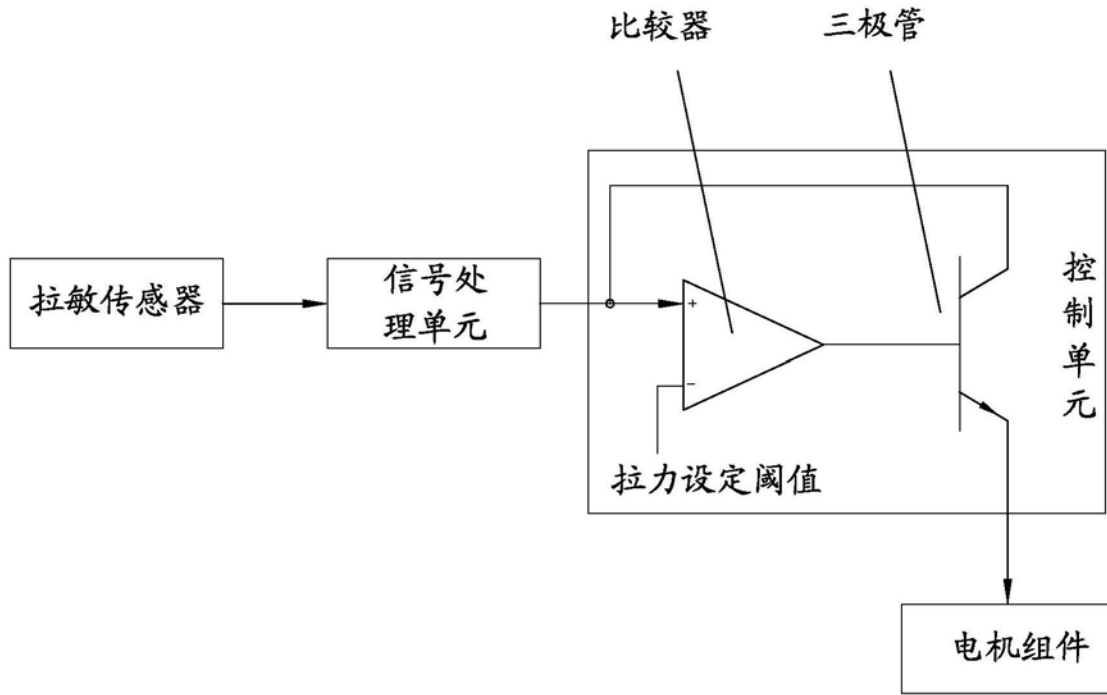 比较器
三极管
拉敏传感器
信号处
理单元
+
−
拉力设定阈值
控
制
单
元
电机组件